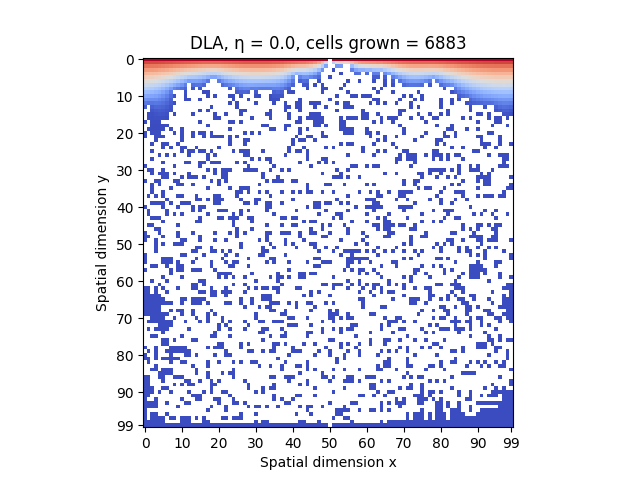 DLA, η = 0.0, cells grown = 6883
0
10
20
30
40
50
60
70
80
90
99
Spatial dimension y
0 10 20 30 40 50 60 70 80 90 99
Spatial dimension x